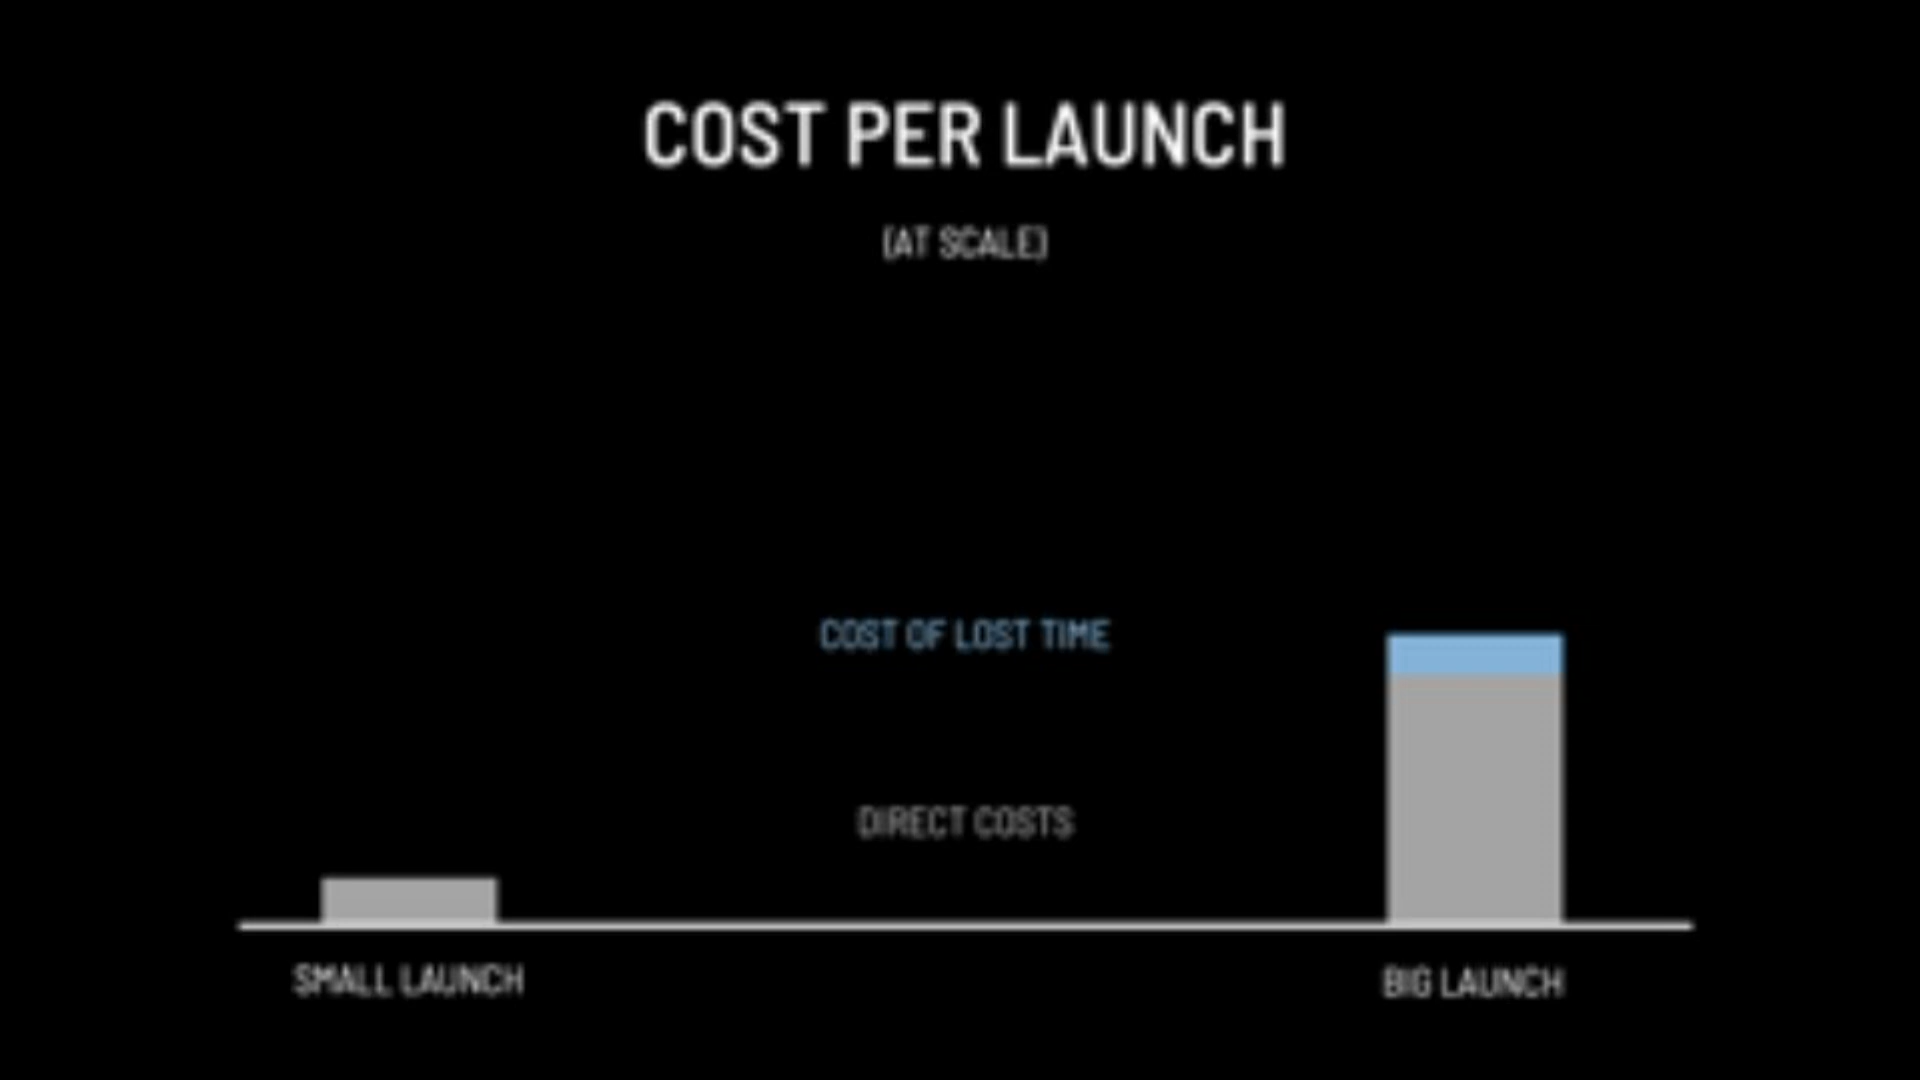 COST PER LAUNCH
(AT SCALE)
COST OF LOST TIME
DIRECT COSTS
SMALL LAUNCH
BIG LAUNCH